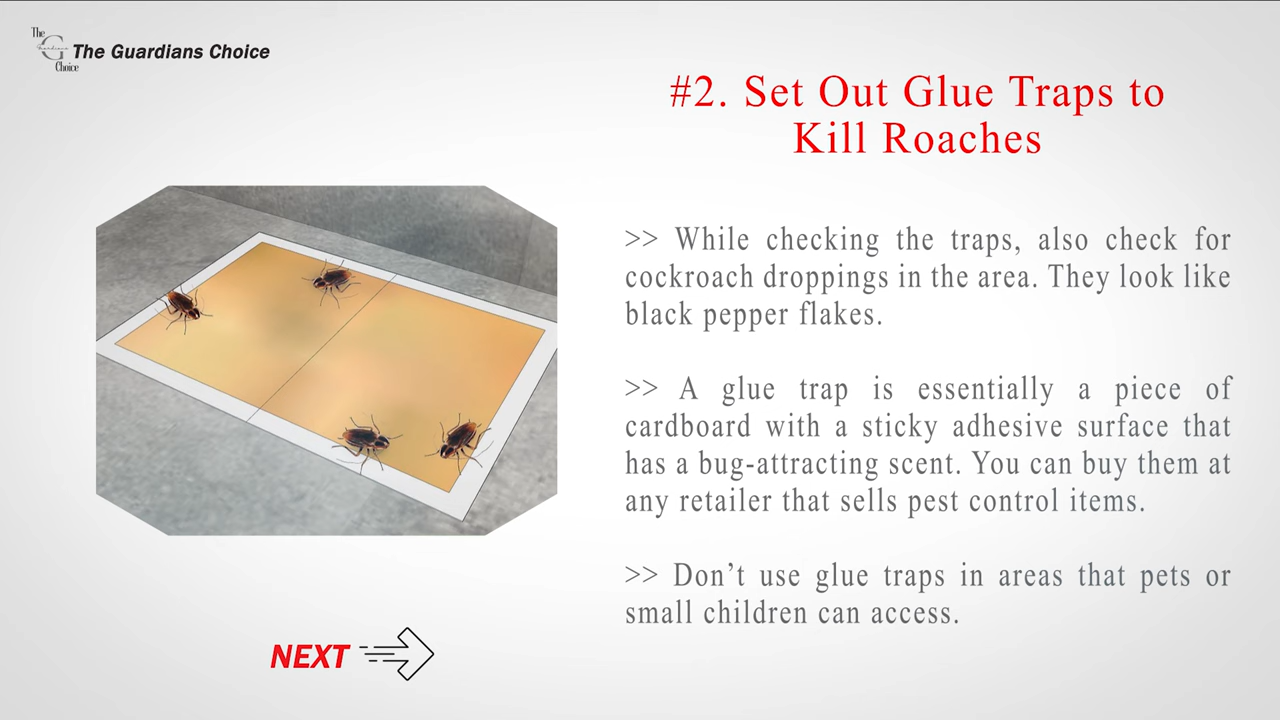 The
G
Guardians
Choice
The Guardians Choice
#2. Set Out Glue Traps to
Kill Roaches
>> While checking the traps, also check for
cockroach droppings in the area. They look like
black pepper flakes.
>> A glue trap is essentially a piece of
cardboard with a sticky adhesive surface that
has a bug-attracting scent. You can buy them at
any retailer that sells pest control items.
>> Don’t use glue traps in areas that pets or
small children can access.
NEXT